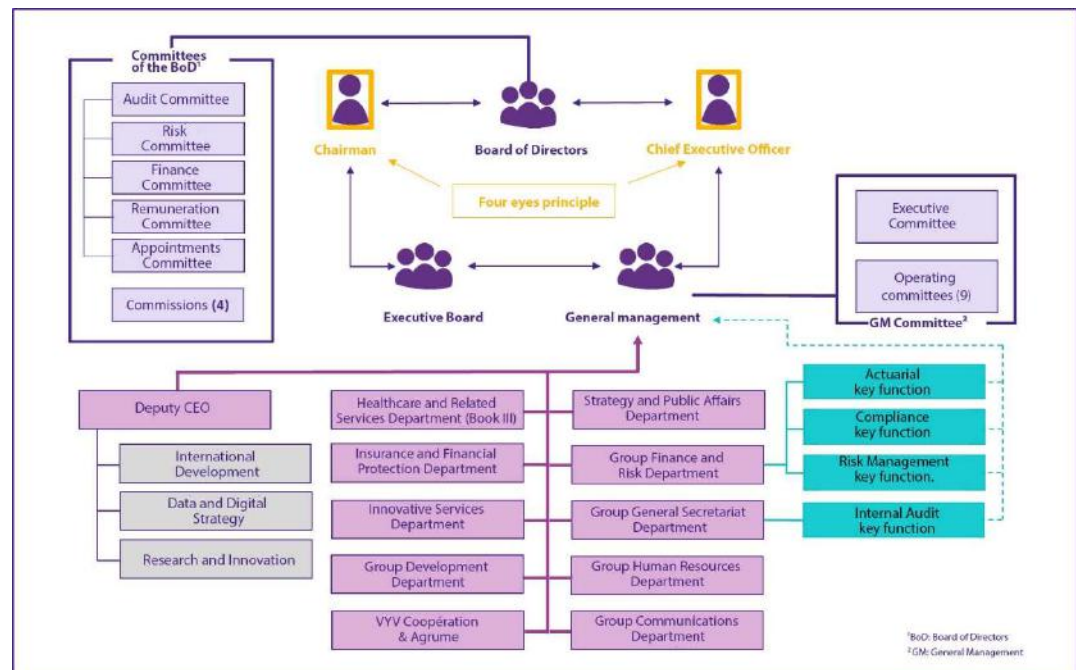 Committees
of the BoD¹
Audit Committee
Risk
Committee
Finance
Committee
Remuneration
Committee
Appointments
Committee
Commissions (4)
Chairman
Board of Directors
Chief Executive Officer
Four eyes principle
Executive Board
General management
Executive
Committee
Operating
committees (9)
GM Committee²
Deputy CEO
International
Development
Data and Digital
Strategy
Research and Innovation
Healthcare and Related
Services Department (Book III)
Insurance and Financial
Protection Department
Innovative Services
Department
Group Development
Department
VYV Coopération
& Agrume
Strategy and Public Affairs
Department
Group Finance and
Risk Department
Group General Secretariat
Department
Group Human Resources
Department
Group Communications
Department
Actuarial
key function
Compliance
key function
Risk Management
key function.
Internal Audit
key function
¹BoD: Board of Directors
²GM: General Management